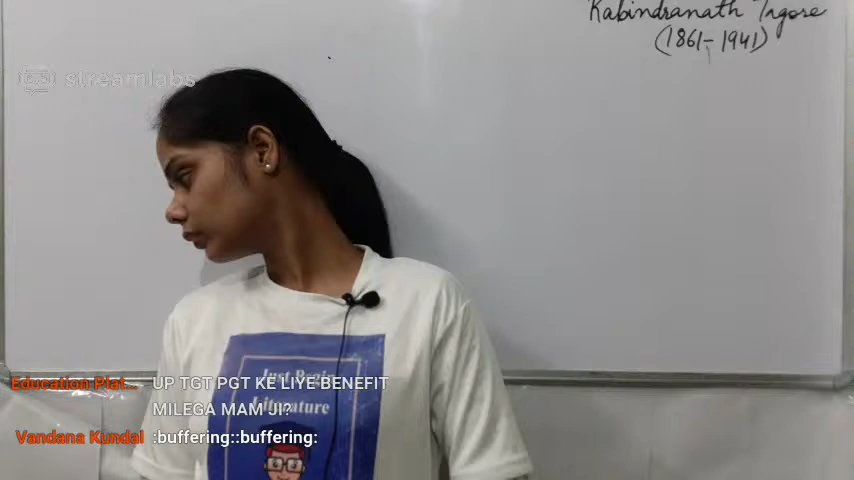 Rabindranath Tagore
(1861-1941)
streamlabs
Just Begin
Literature
Education Plat... UP TGT PGT KE LIYE BENEFIT
MILEGA MAM JI?
Vandana Kundal :buffering::buffering: